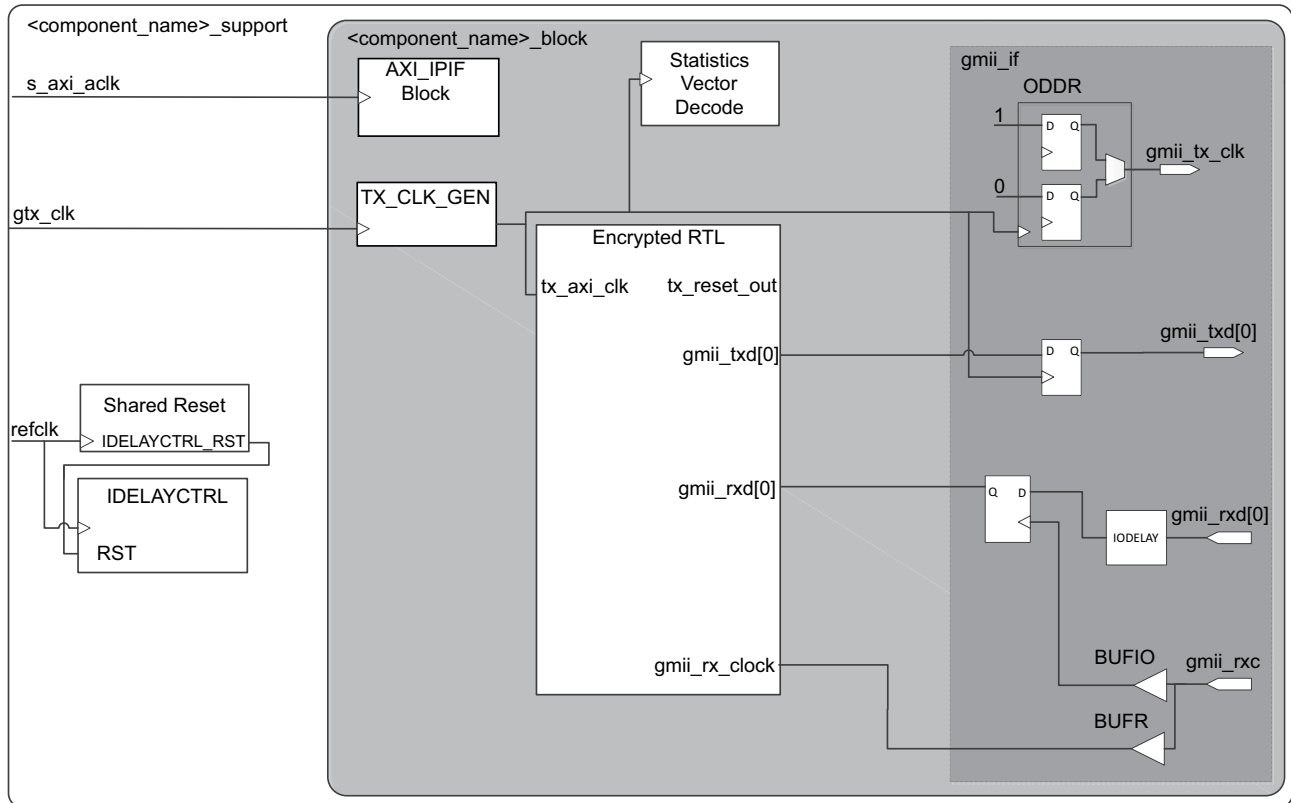 <component_name>_support
<component_name>_block
s_axi_aclk
AXI_IPIF
Block
Statistics
Vector
Decode
gmii_if
ODDR
1
D Q
gmii_tx_clk
0
D Q
gtx_clk
TX_CLK_GEN
Encrypted RTL
tx_axi_clk
tx_reset_out
gmii_txd[0]
D Q
gmii_txd[0]
Shared Reset
refclk
IDELAYCTRL_RST
IDELAYCTRL
RST
gmii_rxd[0]
Q D
IODELAY
gmii_rxd[0]
gmii_rx_clock
BUFIO
gmii_rxc
BUFR